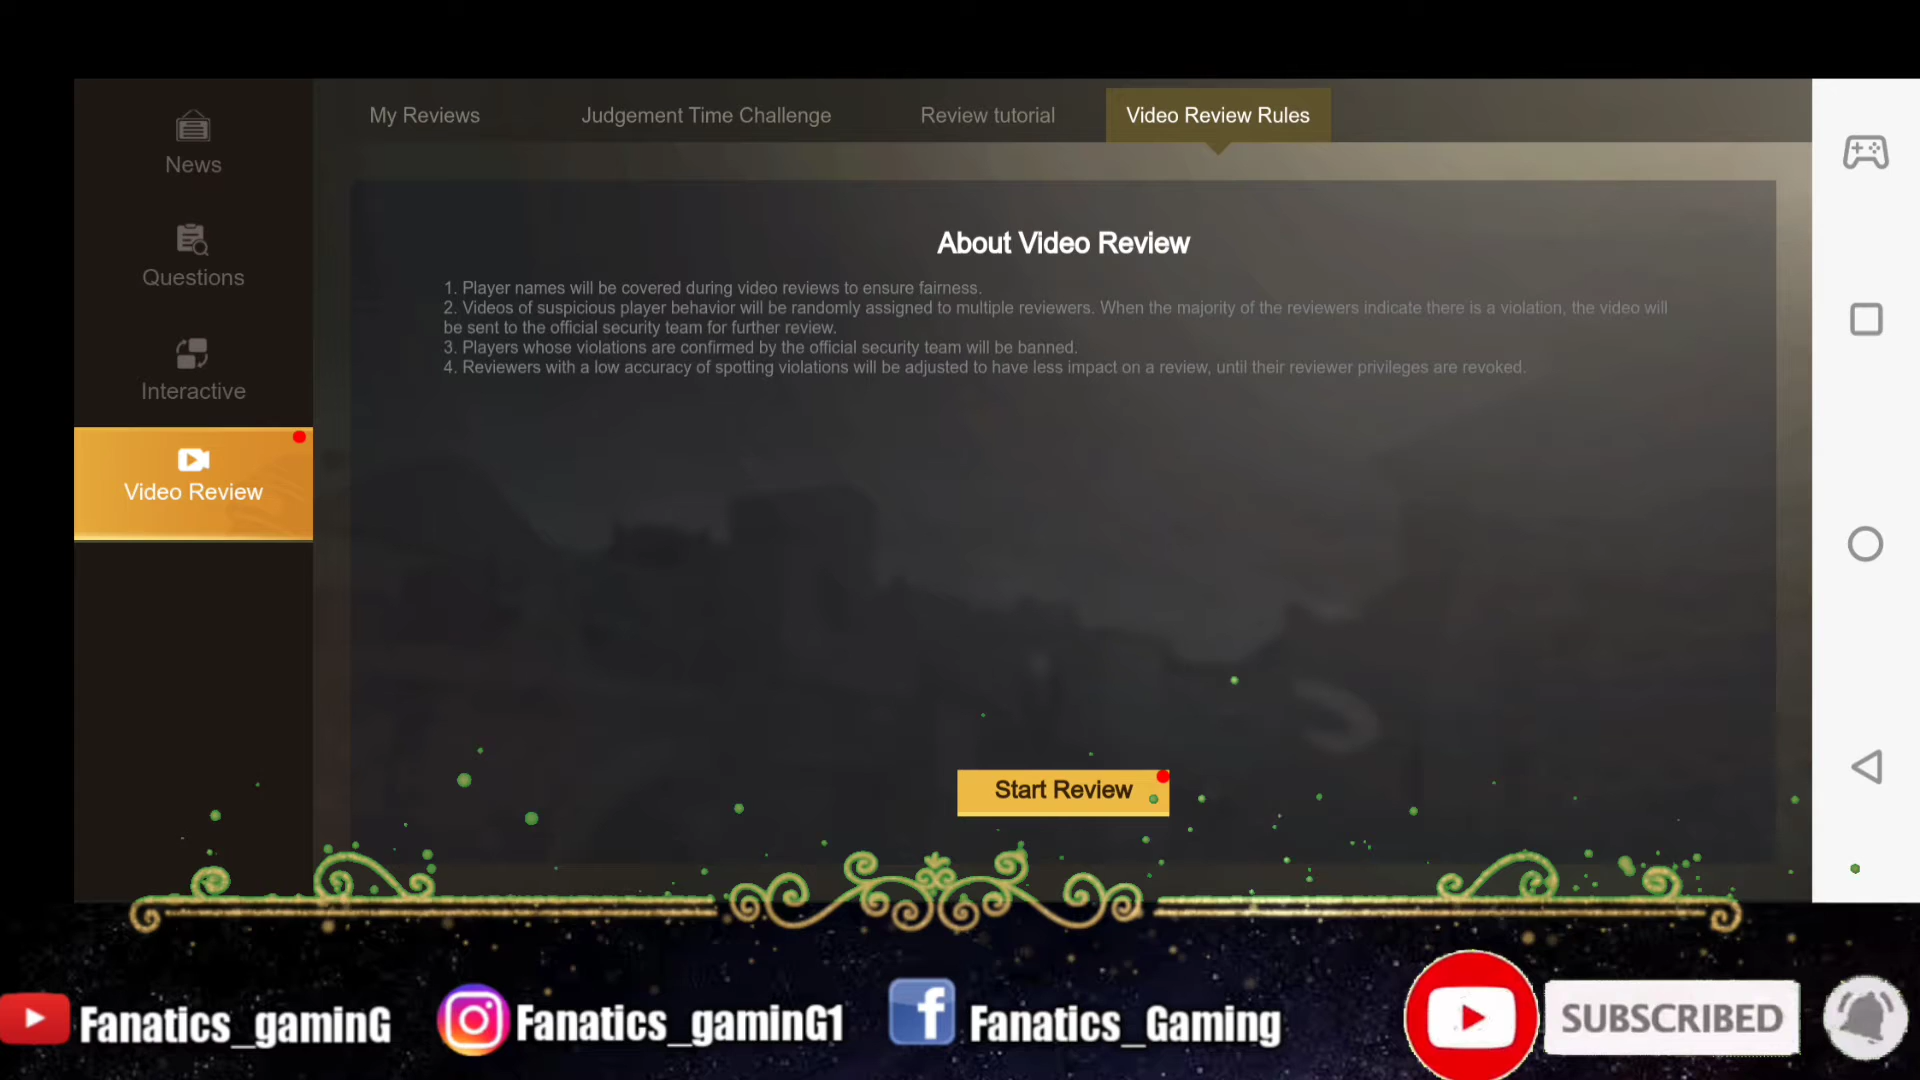 News
Questions
Interactive
Video Review
My Reviews
Judgement Time Challenge
Review tutorial
Video Review Rules
About Video Review
1. Player names will be covered during video reviews to ensure fairness.
2. Videos of suspicious player behavior will be randomly assigned to multiple reviewers. When the majority of the reviewers indicate there is a violation, the video will
be sent to the official security team for further review.
3. Players whose violations are confirmed by the official security team will be banned.
4. Reviewers with a low accuracy of spotting violations will be adjusted to have less impact on a review, until their reviewer privileges are revoked.
Start Review
Fanatics_gaminG
Fanatics_gaminG1
Fanatics_Gaming
SUBSCRIBED